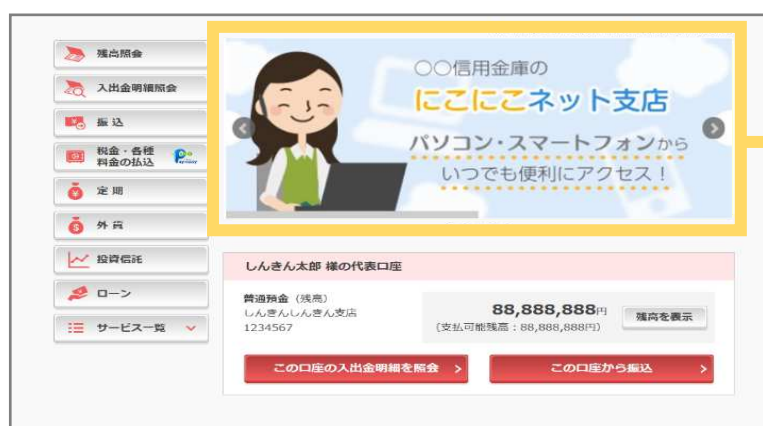 残高照会
入出金明細照会
振込
税金・各種
料金の払込
定期
外貨
投資信託
ローン
サービス一覧
○○信用金庫の
にこにこネット支店
パソコン・スマートフォンから
いつでも便利にアクセス！
しんきん太郎 様の代表口座
普通預金（残高）
しんきんしんきん支店
1234567
88,888,888円
（支払可能残高：88,888,888円）
残高を表示
この口座の入出金明細を照会
この口座から振込